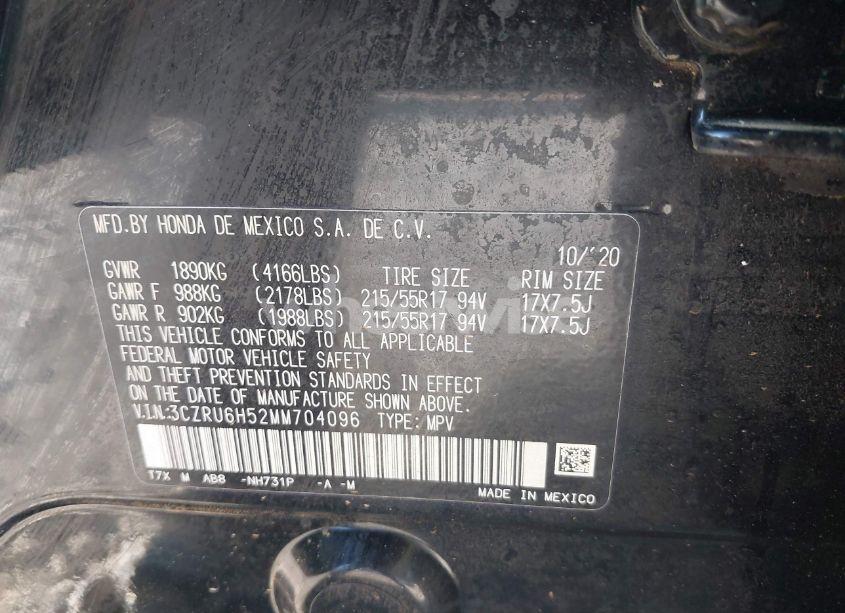 MFD.BY HONDA DE MEXICO S.A. DE C.V.
10/'20
GVWR 1890KG (4166LBS) TIRE SIZE RIM SIZE
GAWR F 988KG (2178LBS) 215/55R17 94V 17X7.5J
GAWR R 902KG (1988LBS) 215/55R17 94V 17X7.5J
THIS VEHICLE CONFORMS TO ALL APPLICABLE
FEDERAL MOTOR VEHICLE SAFETY
AND THEFT PREVENTION STANDARDS IN EFFECT
ON THE DATE OF MANUFACTURE SHOWN ABOVE.
V.I.N.:3CZRU6H52MM704096 TYPE: MPV
T7X M AB8 -NH731P -A -M
MADE IN MEXICO